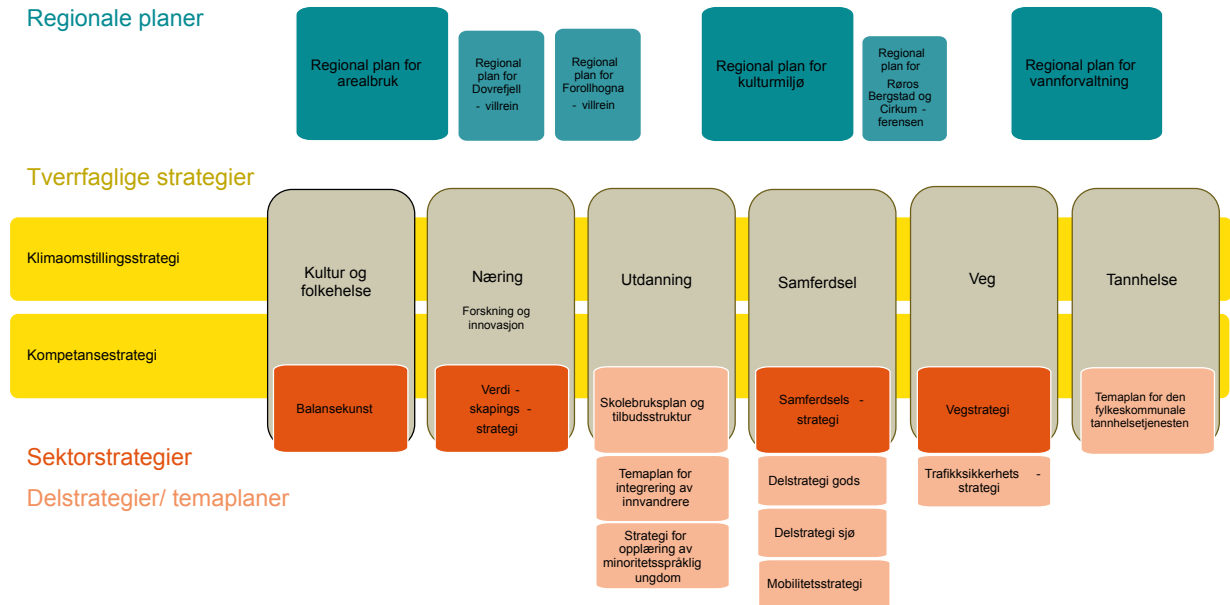 Regionale planer
Regional plan for
arealbruk
Regional
plan for
Dovrefjell
- villrein
Regional
plan for
Forollhogna
- villrein
Regional plan for
kulturmiljø
Regional
plan for
Røros
Bergstad og
Cirkum -
ferensen
Regional plan for
vannforvaltning
Tverrfaglige strategier
Klimaomstillingsstrategi
Kompetansestrategi
Kultur og
folkehelse
Balansekunst
Næring
Forskning og
innovasjon
Verdi -
skapings -
strategi
Utdanning
Skolebruksplan og
tilbudsstruktur
Temaplan for
integrering av
innvandrere
Strategi for
opplæring av
minoritetsspråklig
ungdom
Samferdsel
Samferdsels -
strategi
Delstrategi gods
Delstrategi sjø
Mobilitetsstrategi
Veg
Vegstrategi
Trafikksikkerhets -
strategi
Tannhelse
Temaplan for den
fylkeskommunale
tannhelsetjenesten
Sektorstrategier
Delstrategier/ temaplaner